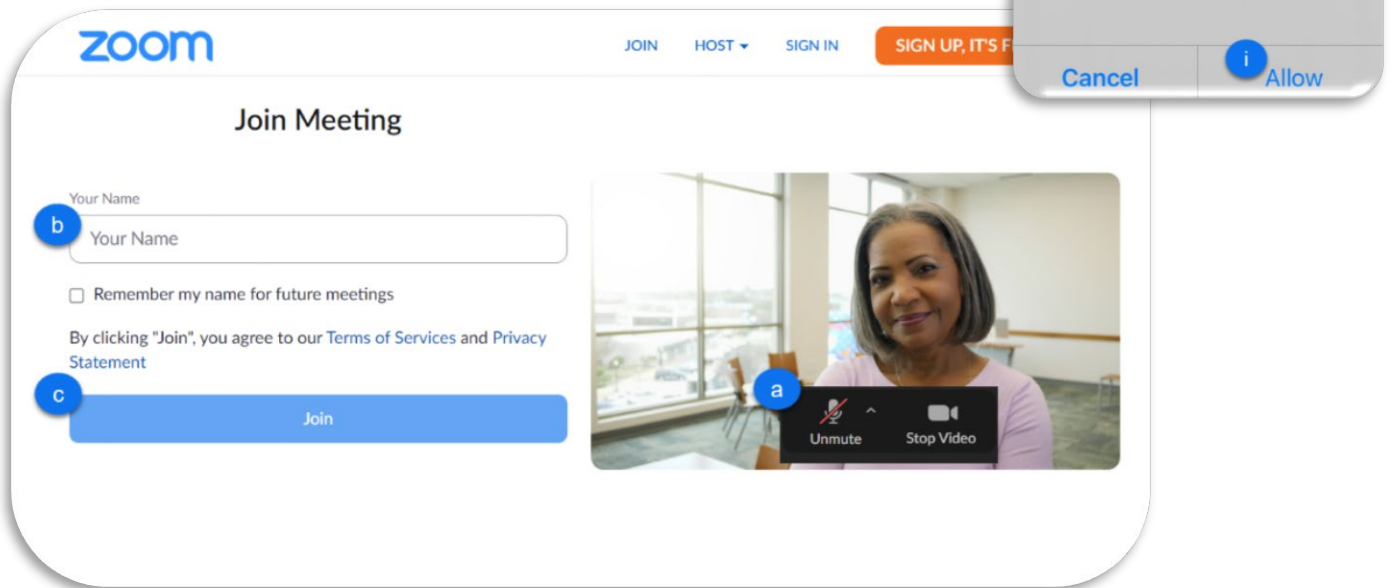 zoom
JOIN HOST SIGN IN SIGN UP, IT'S
i
Cancel Allow
Join Meeting
Your Name
b
Your Name
Remember my name for future meetings
By clicking "Join", you agree to our Terms of Services and Privacy
Statement
c
Join
a
Unmute Stop Video